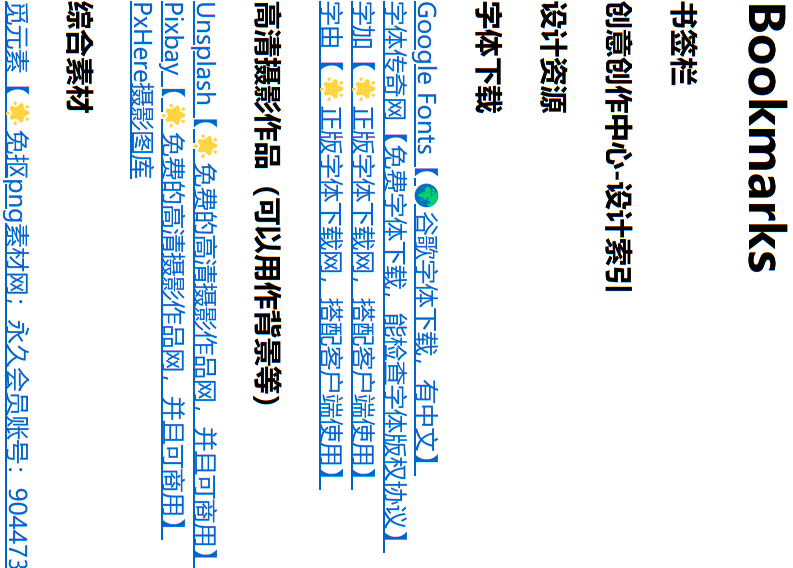 Bookmarks
书签栏
创意创作中心-设计索引
设计资源
字体下载
Google Fonts【🌍谷歌字体下载，有中文】
字体传奇网【免费字体下载，能检查字体版权协议】
字加【🌟 正版字体下载网，搭配客户端使用】
字由【🌟 正版字体下载网，搭配客户端使用】
高清摄影作品（可以用作背景等）
Unsplash【🌟 免费的高清摄影作品网，并且可商用】
Pixbay【🌟 免费的高清摄影作品网，并且可商用】
PxHere摄影图库
综合素材
觅元素【🌟 免抠png素材网；永久会员账号：904473